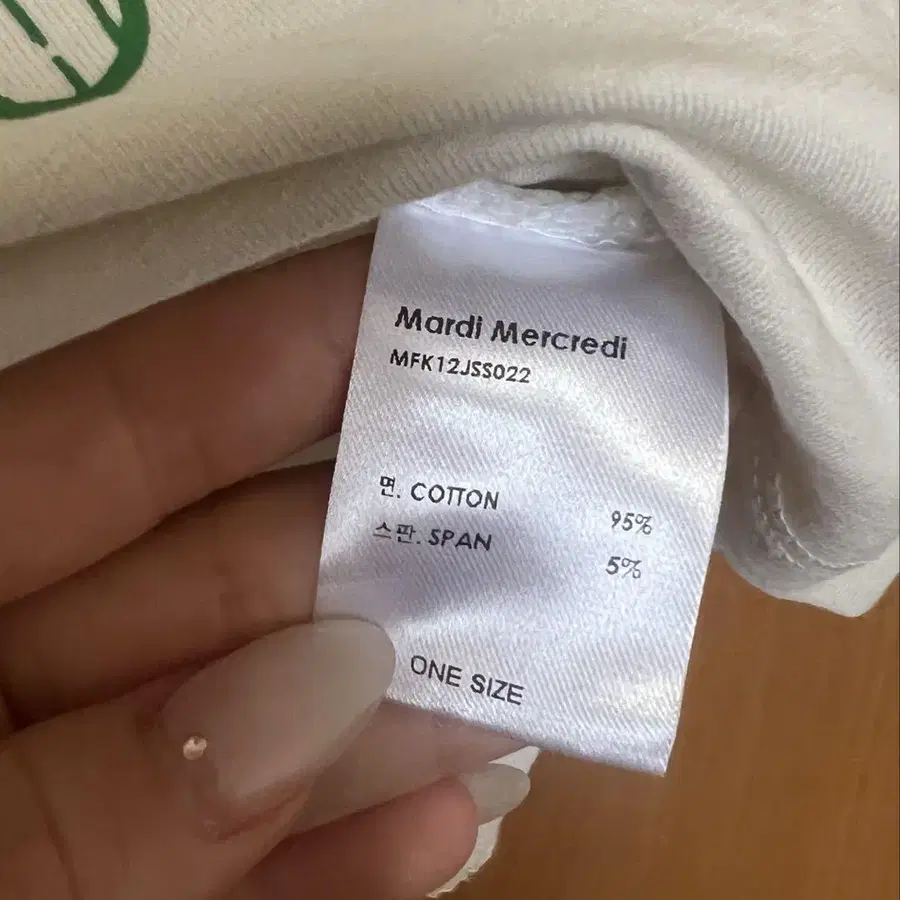 Mardi Mercredi
MFK12JSS022
면. COTTON 95%
스판. SPAN 5%
ONE SIZE